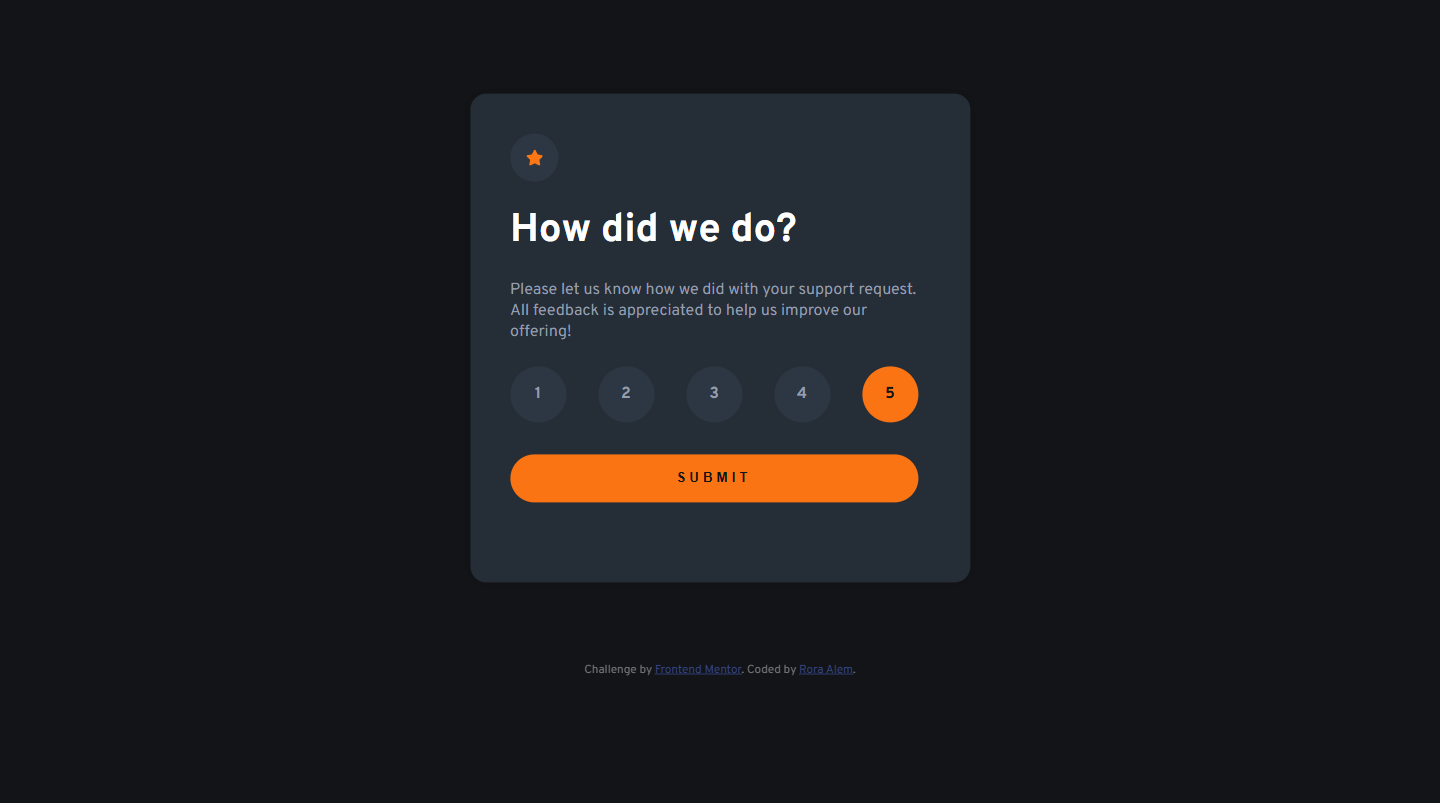 How did we do?
Please let us know how we did with your support request.
All feedback is appreciated to help us improve our
offering!
1 2 3 4 5
SUBMIT
Challenge by Frontend Mentor. Coded by Rora Alem.